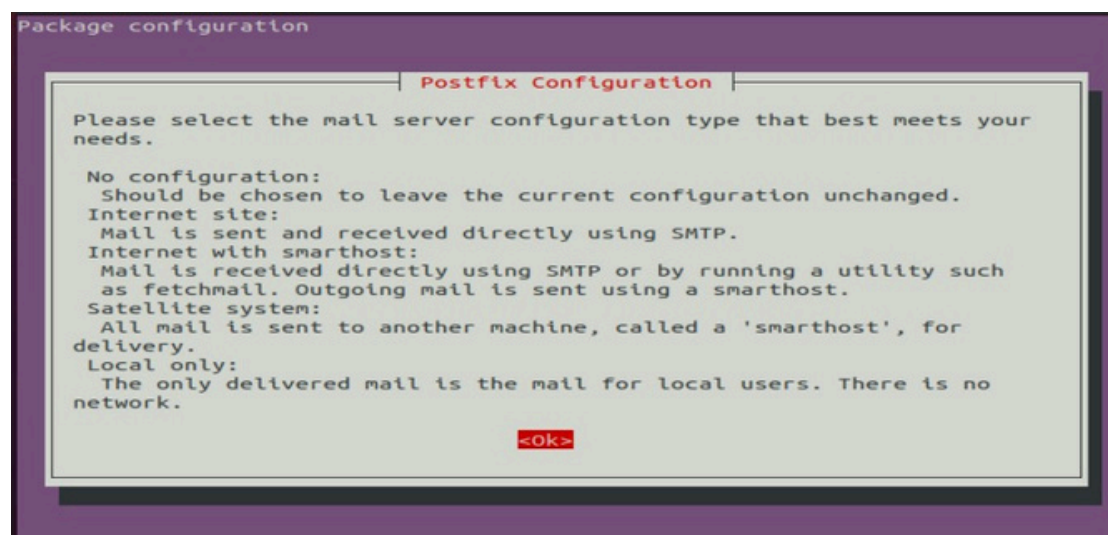 Package configuration
Postfix Configuration
Please select the mail server configuration type that best meets your
needs.
No configuration:
Should be chosen to leave the current configuration unchanged.
Internet site:
Mail is sent and received directly using SMTP.
Internet with smarthost:
Mail is received directly using SMTP or by running a utility such
as fetchmail. Outgoing mail is sent using a smarthost.
Satellite system:
All mail is sent to another machine, called a 'smarthost', for
delivery.
Local only:
The only delivered mail is the mail for local users. There is no
network.
<Ok>